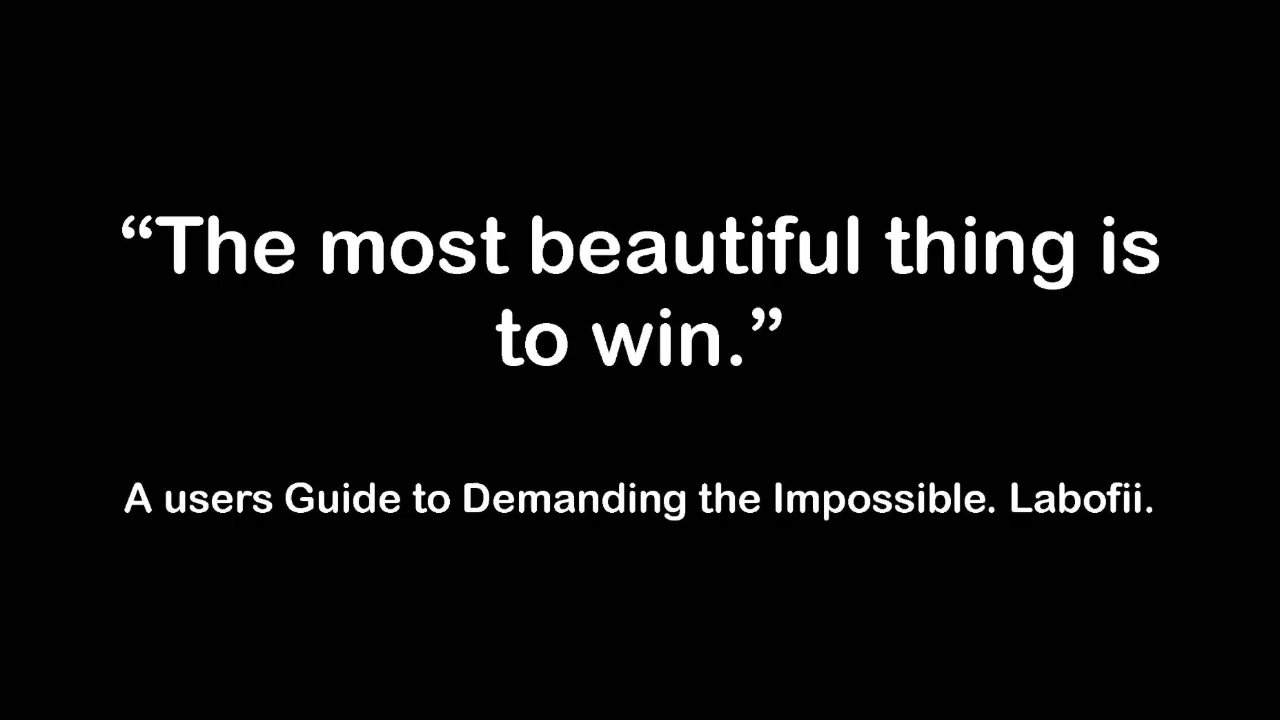 “The most beautiful thing is
to win.”
A users Guide to Demanding the Impossible. Labofii.